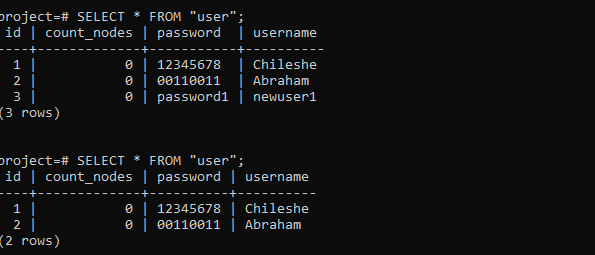 project=# SELECT * FROM "user";
id | count_nodes | password | username
----+-------------+-----------+----------
1 | 0 | 12345678 | Chileshe
2 | 0 | 00110011 | Abraham
3 | 0 | password1 | newuser1
(3 rows)
project=# SELECT * FROM "user";
id | count_nodes | password | username
----+-------------+----------+----------
1 | 0 | 12345678 | Chileshe
2 | 0 | 00110011 | Abraham
(2 rows)